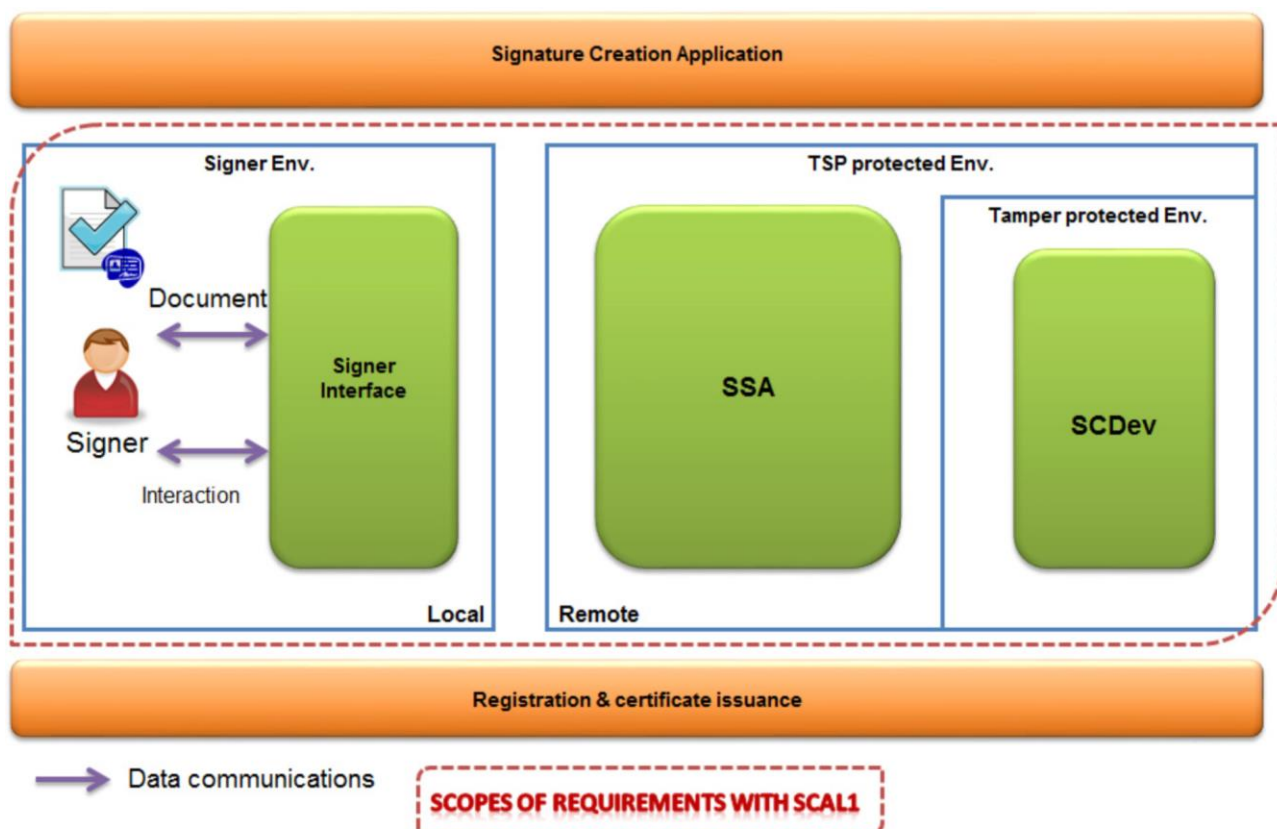 Signature Creation Application
Signer Env.
TSP protected Env.
Tamper protected Env.
Document
Signer
Interface
SSA
SCDev
Signer
Interaction
Local
Remote
Registration & certificate issuance
Data communications
SCOPES OF REQUIREMENTS WITH SCAL1